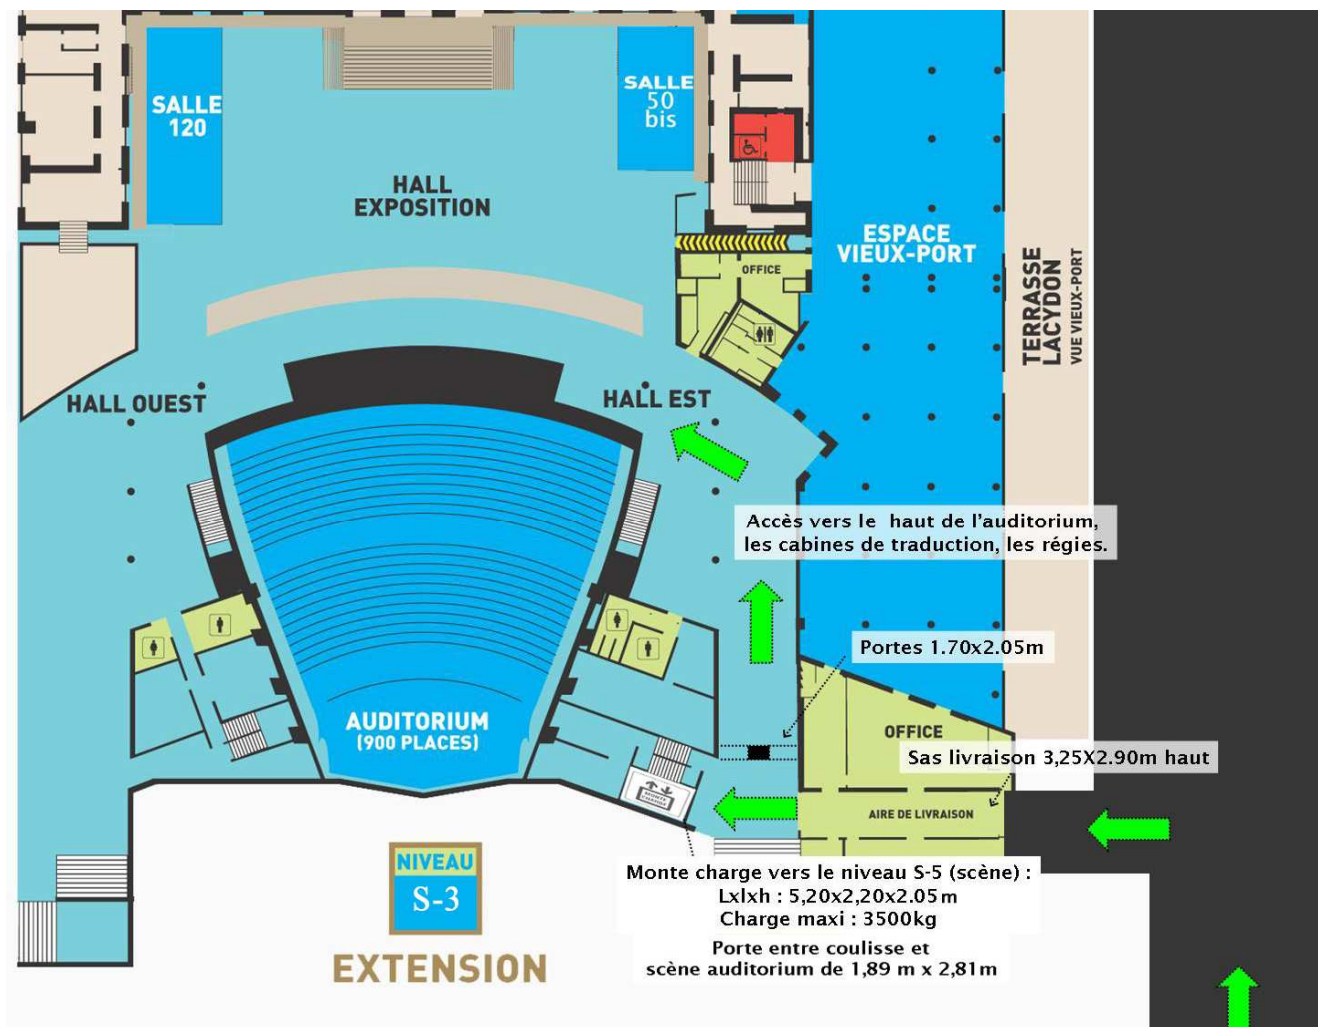 SALLE
120
SALLE
50
bis
HALL
EXPOSITION
ESPACE
VIEUX-PORT
OFFICE
TERRASSE
LACYDON
VUE VIEUX-PORT
HALL OUEST
HALL EST
Accès vers le haut de l'auditorium,
les cabines de traduction, les régies.
Portes 1.70x2.05m
AUDITORIUM
(900 PLACES)
OFFICE
Sas livraison 3,25X2.90m haut
MONTE
CHARGE
AIRE DE LIVRAISON
Monte charge vers le niveau S-5 (scène) :
Lxlxh : 5,20x2,20x2.05m
Charge maxi : 3500kg
Porte entre coulisse et
scène auditorium de 1,89 m x 2,81m
NIVEAU
S-3
EXTENSION